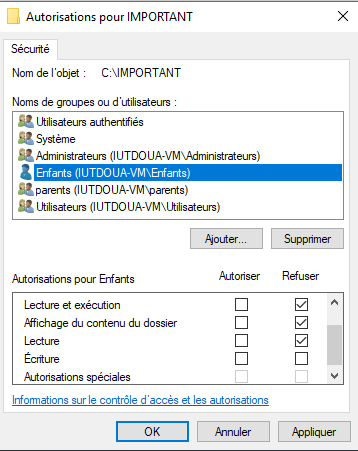 Autorisations pour IMPORTANT
Sécurité
Nom de l'objet : C:\IMPORTANT
Noms de groupes ou d'utilisateurs :
Utilisateurs authentifiés
Système
Administrateurs (IUTDOUA-VM\Administrateurs)
Enfants (IUTDOUA-VM\Enfants)
parents (IUTDOUA-VM\parents)
Utilisateurs (IUTDOUA-VM\Utilisateurs)
Ajouter... Supprimer
Autorisations pour Enfants Autoriser Refuser
Lecture et exécution
Affichage du contenu du dossier
Lecture
Écriture
Autorisations spéciales
Informations sur le contrôle d'accès et les autorisations
OK Annuler Appliquer